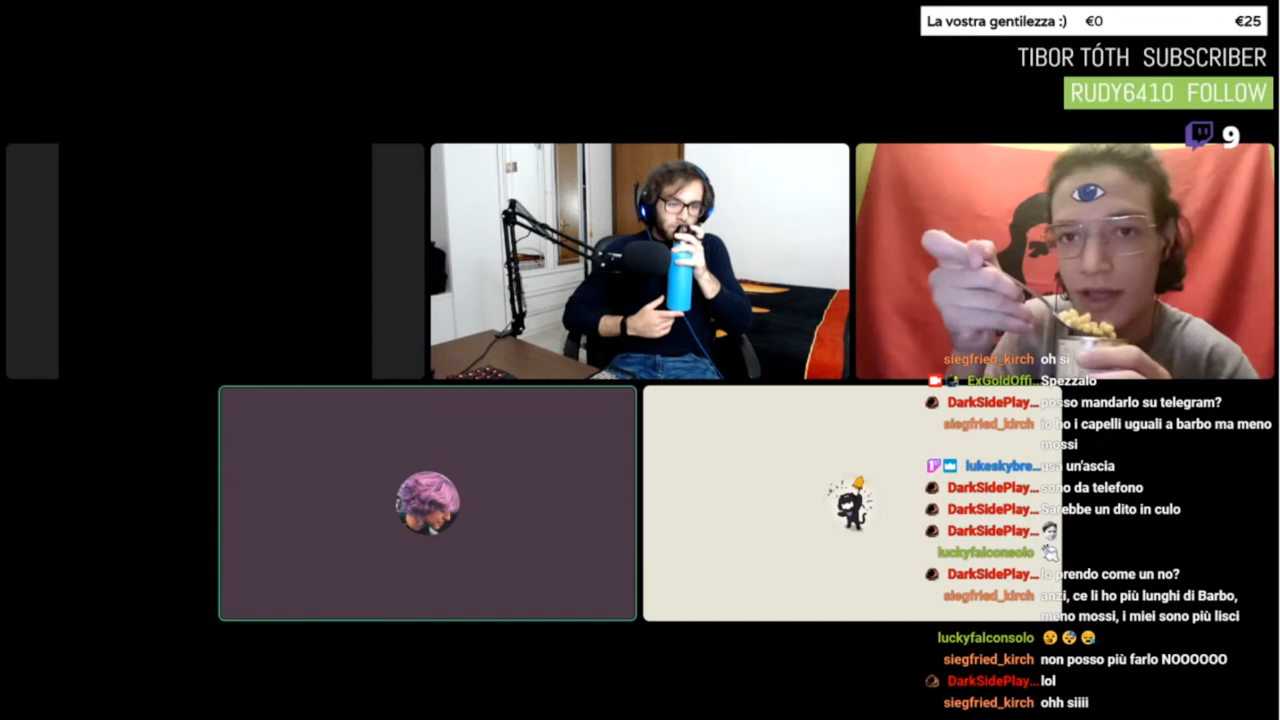 La vostra gentilezza :) €0 €25
TIBOR TÓTH SUBSCRIBER
RUDY6410 FOLLOW
9
siegfried_kirch oh si
ExGoldOffi... Spezzalo
DarkSidePlay... posso mandarlo su telegram?
siegfried_kirch io ho i capelli uguali a barbo ma meno
mossi
lukeskybre... usa un'ascia
DarkSidePlay... sono da telefono
DarkSidePlay... Sarebbe un dito in culo
DarkSidePlay...
luckyfalconsolo
DarkSidePlay... lo prendo come un no?
siegfried_kirch anzi, ce li ho più lunghi di Barbo,
meno mossi, i miei sono più lisci
luckyfalconsolo
siegfried_kirch non posso più farlo NOOOOOO
DarkSidePlay... lol
siegfried_kirch ohh siiii